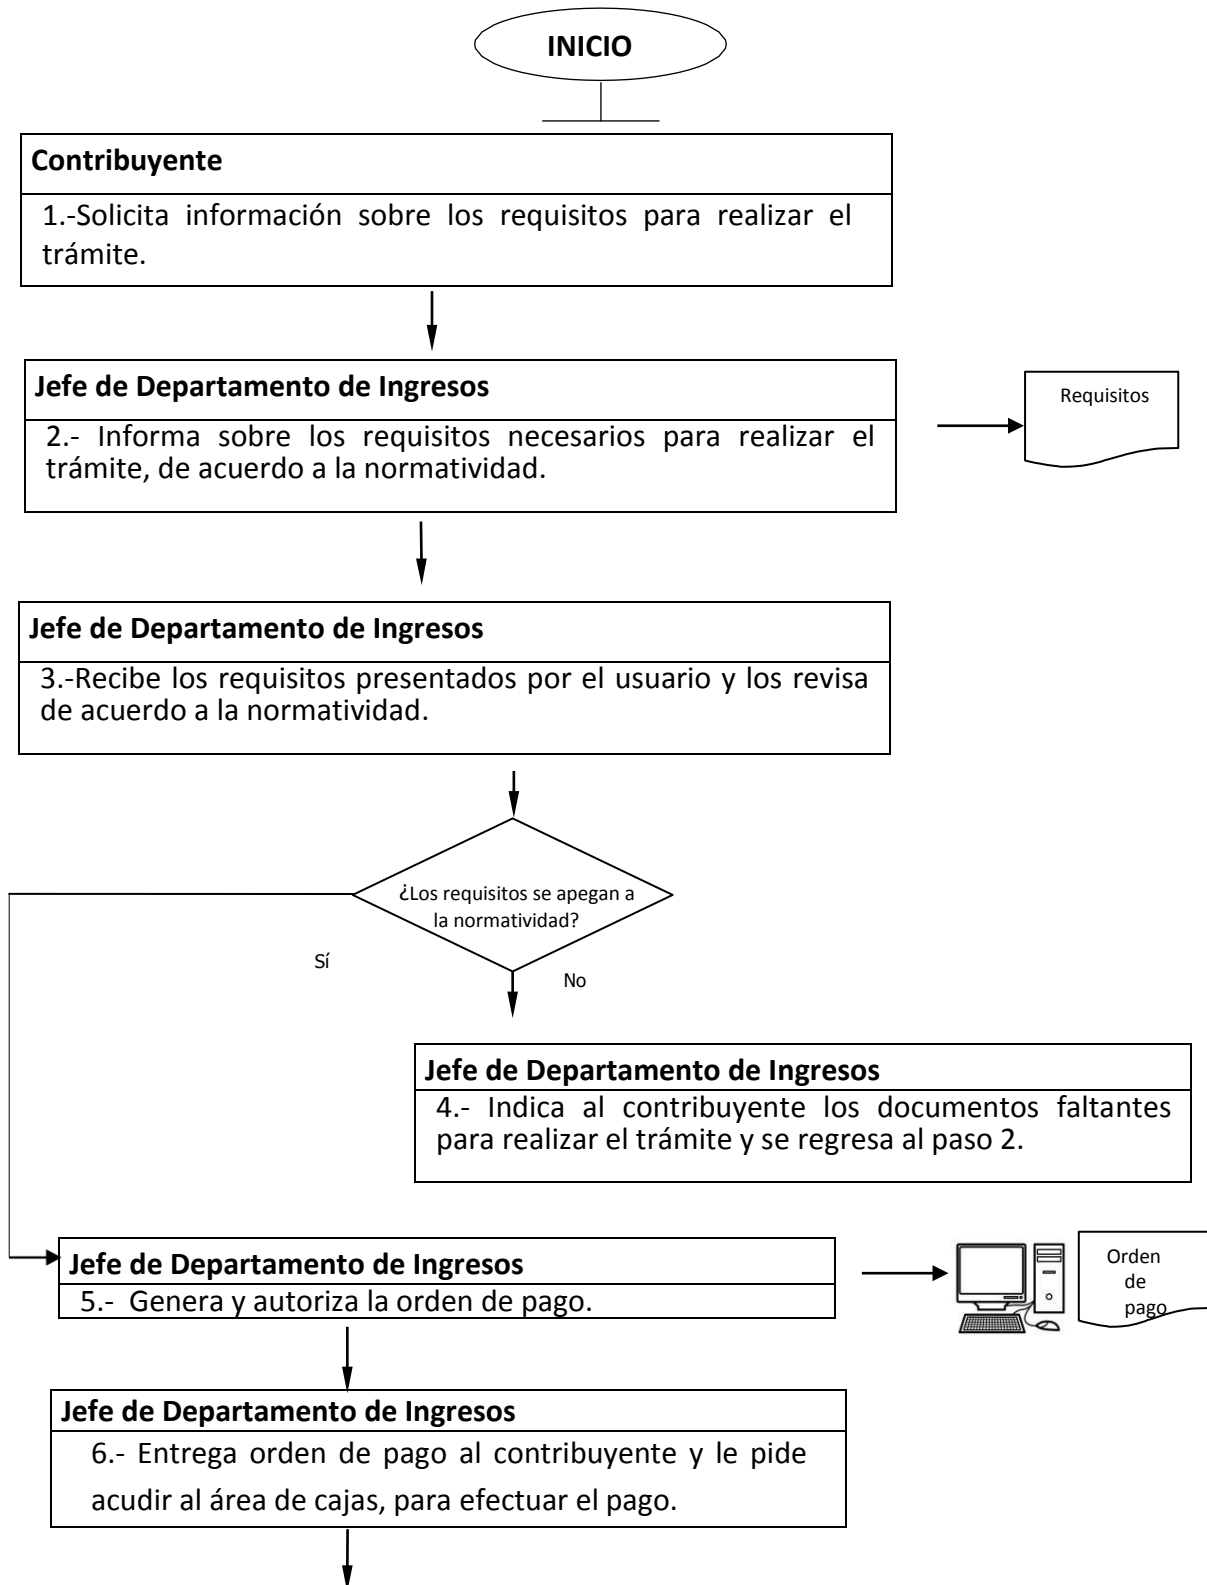 INICIO
Contribuyente
1.-Solicita información sobre los requisitos para realizar el
trámite.
Jefe de Departamento de Ingresos
2.- Informa sobre los requisitos necesarios para realizar el
trámite, de acuerdo a la normatividad.
Requisitos
Jefe de Departamento de Ingresos
3.-Recibe los requisitos presentados por el usuario y los revisa
de acuerdo a la normatividad.
¿Los requisitos se apegan a
la normatividad?
Sí
No
Jefe de Departamento de Ingresos
4.- Indica al contribuyente los documentos faltantes
para realizar el trámite y se regresa al paso 2.
Jefe de Departamento de Ingresos
5.- Genera y autoriza la orden de pago.
Orden
de
pago
Jefe de Departamento de Ingresos
6.- Entrega orden de pago al contribuyente y le pide
acudir al área de cajas, para efectuar el pago.